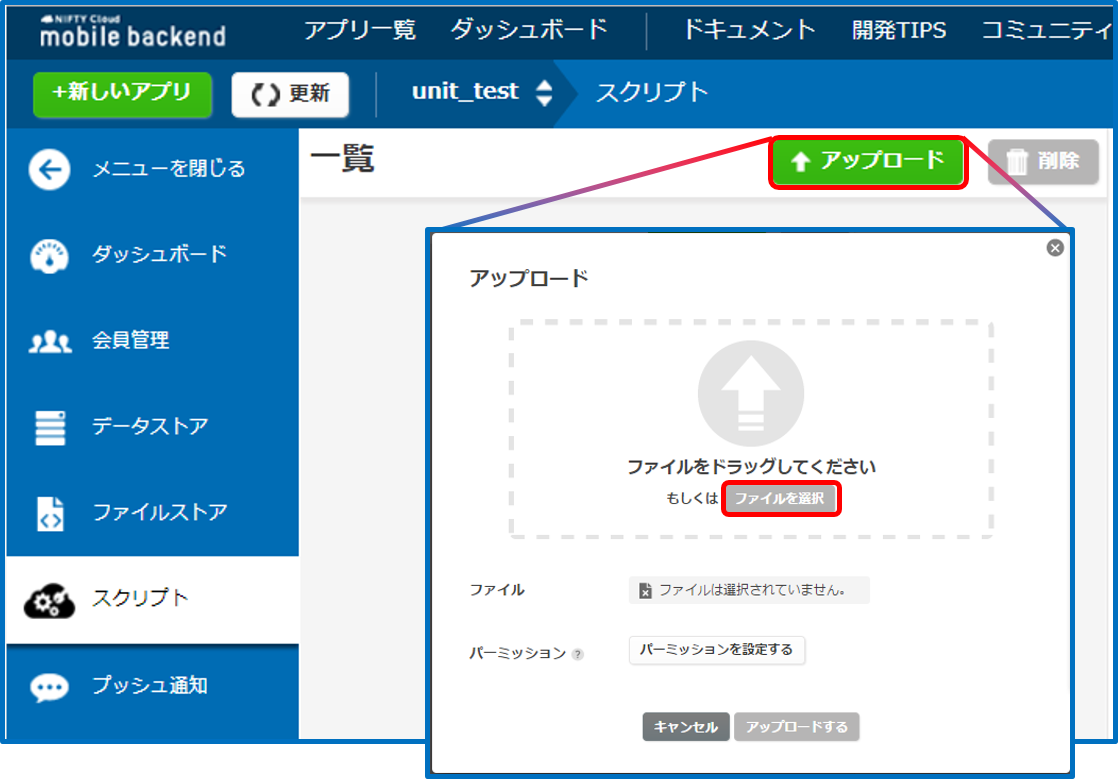 NIFTY Cloud
mobile backend
アプリ一覧 ダッシュボード ドキュメント 開発TIPS コミュニティ
+新しいアプリ 更新 unit_test スクリプト
メニューを閉じる
ダッシュボード
会員管理
データストア
ファイルストア
スクリプト
プッシュ通知
一覧 アップロード 削除
アップロード
ファイルをドラッグしてください
もしくは ファイルを選択
ファイル ファイルは選択されていません。
パーミッション ? パーミッションを設定する
キャンセル アップロードする